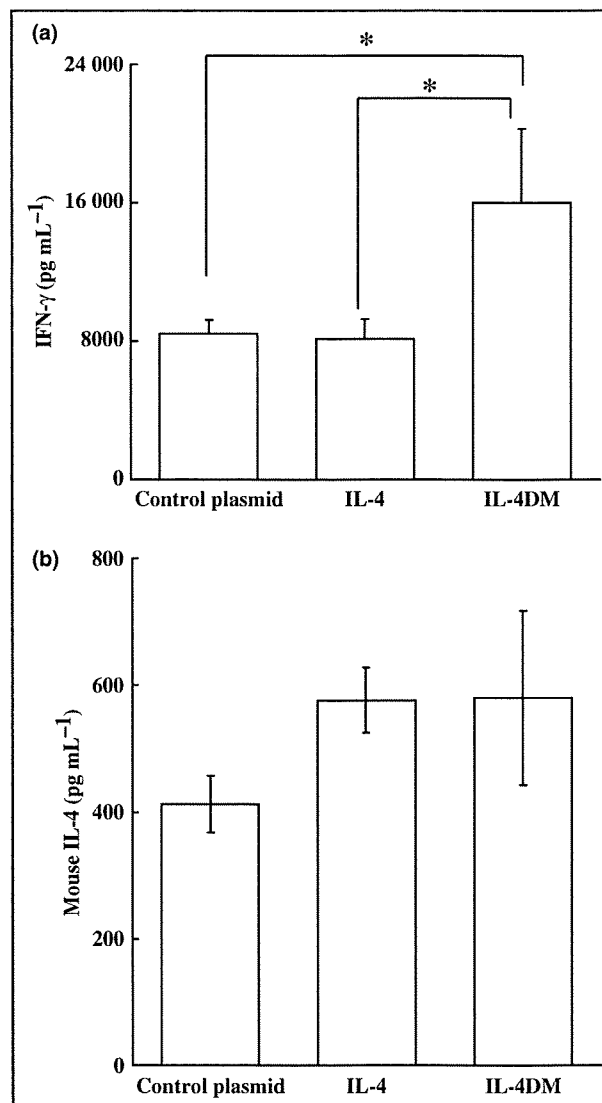 (a)
*
*
24 000
16 000
8000
0
IFN-γ (pg mL⁻¹)
Control plasmid IL-4 IL-4DM
(b)
800
600
400
200
0
Mouse IL-4 (pg mL⁻¹)
Control plasmid IL-4 IL-4DM